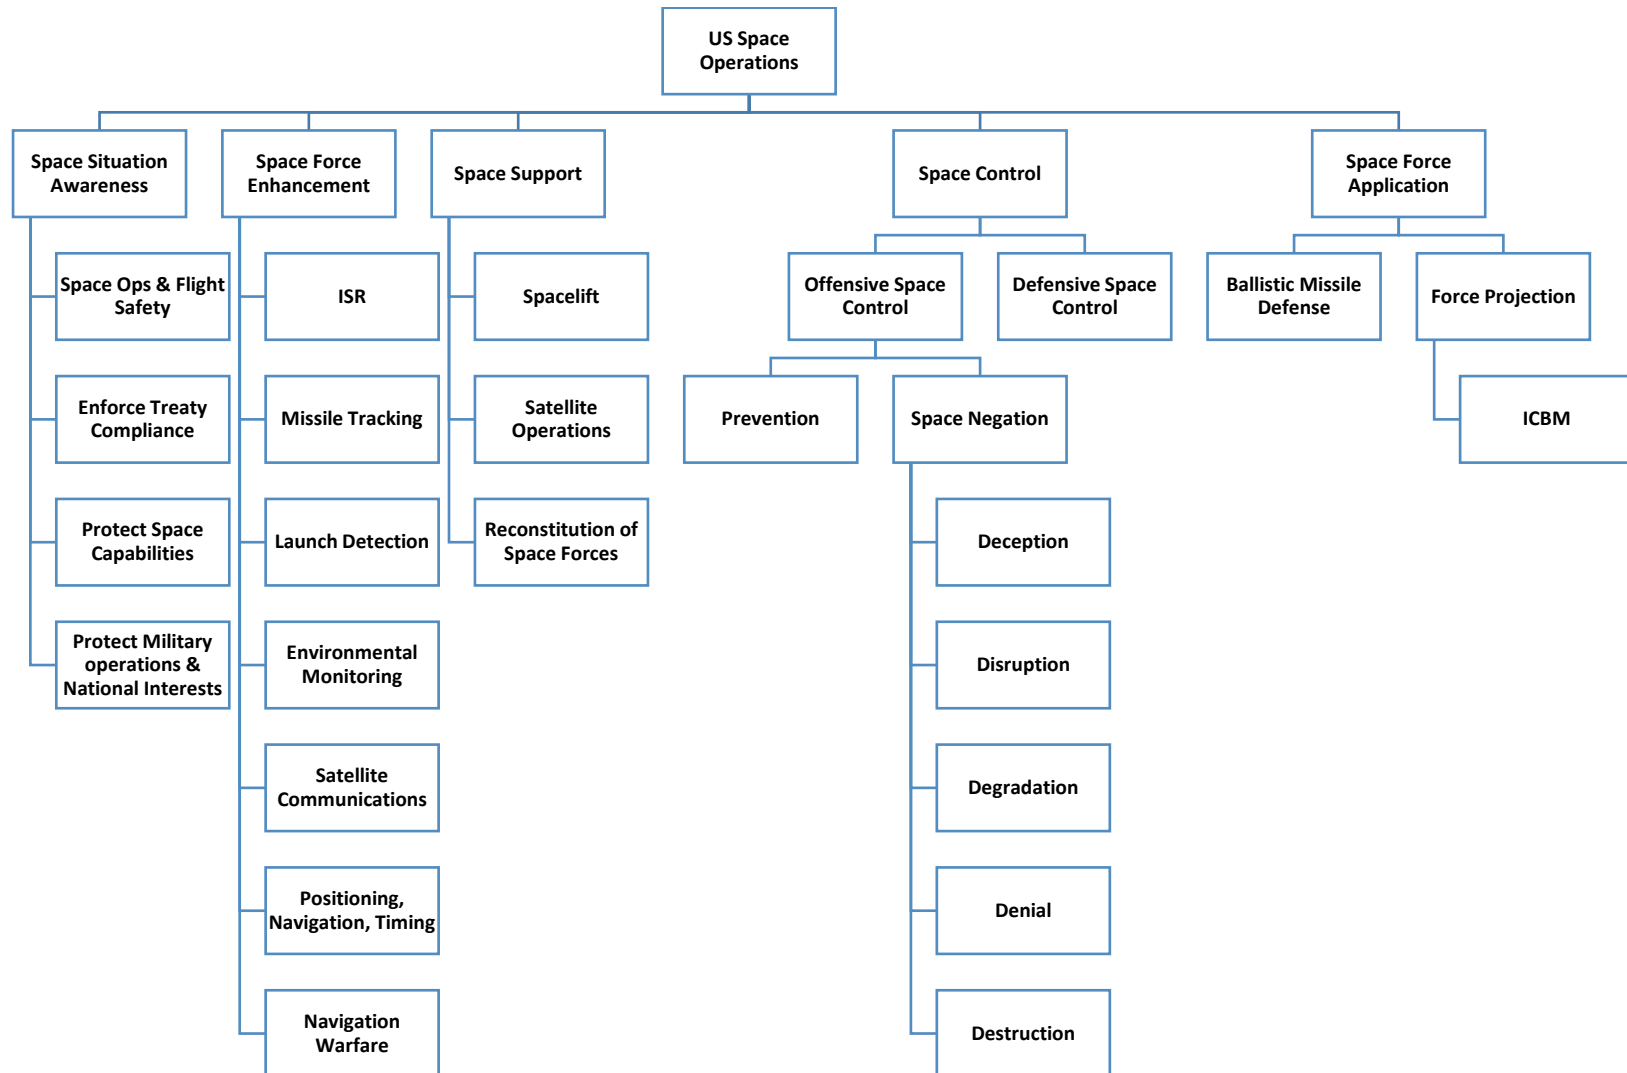 US Space
Operations
Space Situation
Awareness
Space Force
Enhancement
Space Support
Space Control
Space Force
Application
Space Ops & Flight
Safety
ISR
Spacelift
Offensive Space
Control
Defensive Space
Control
Ballistic Missile
Defense
Force Projection
Enforce Treaty
Compliance
Missile Tracking
Satellite
Operations
Prevention
Space Negation
ICBM
Protect Space
Capabilities
Launch Detection
Reconstitution of
Space Forces
Deception
Protect Military
operations &
National Interests
Environmental
Monitoring
Disruption
Satellite
Communications
Degradation
Positioning,
Navigation, Timing
Denial
Navigation
Warfare
Destruction